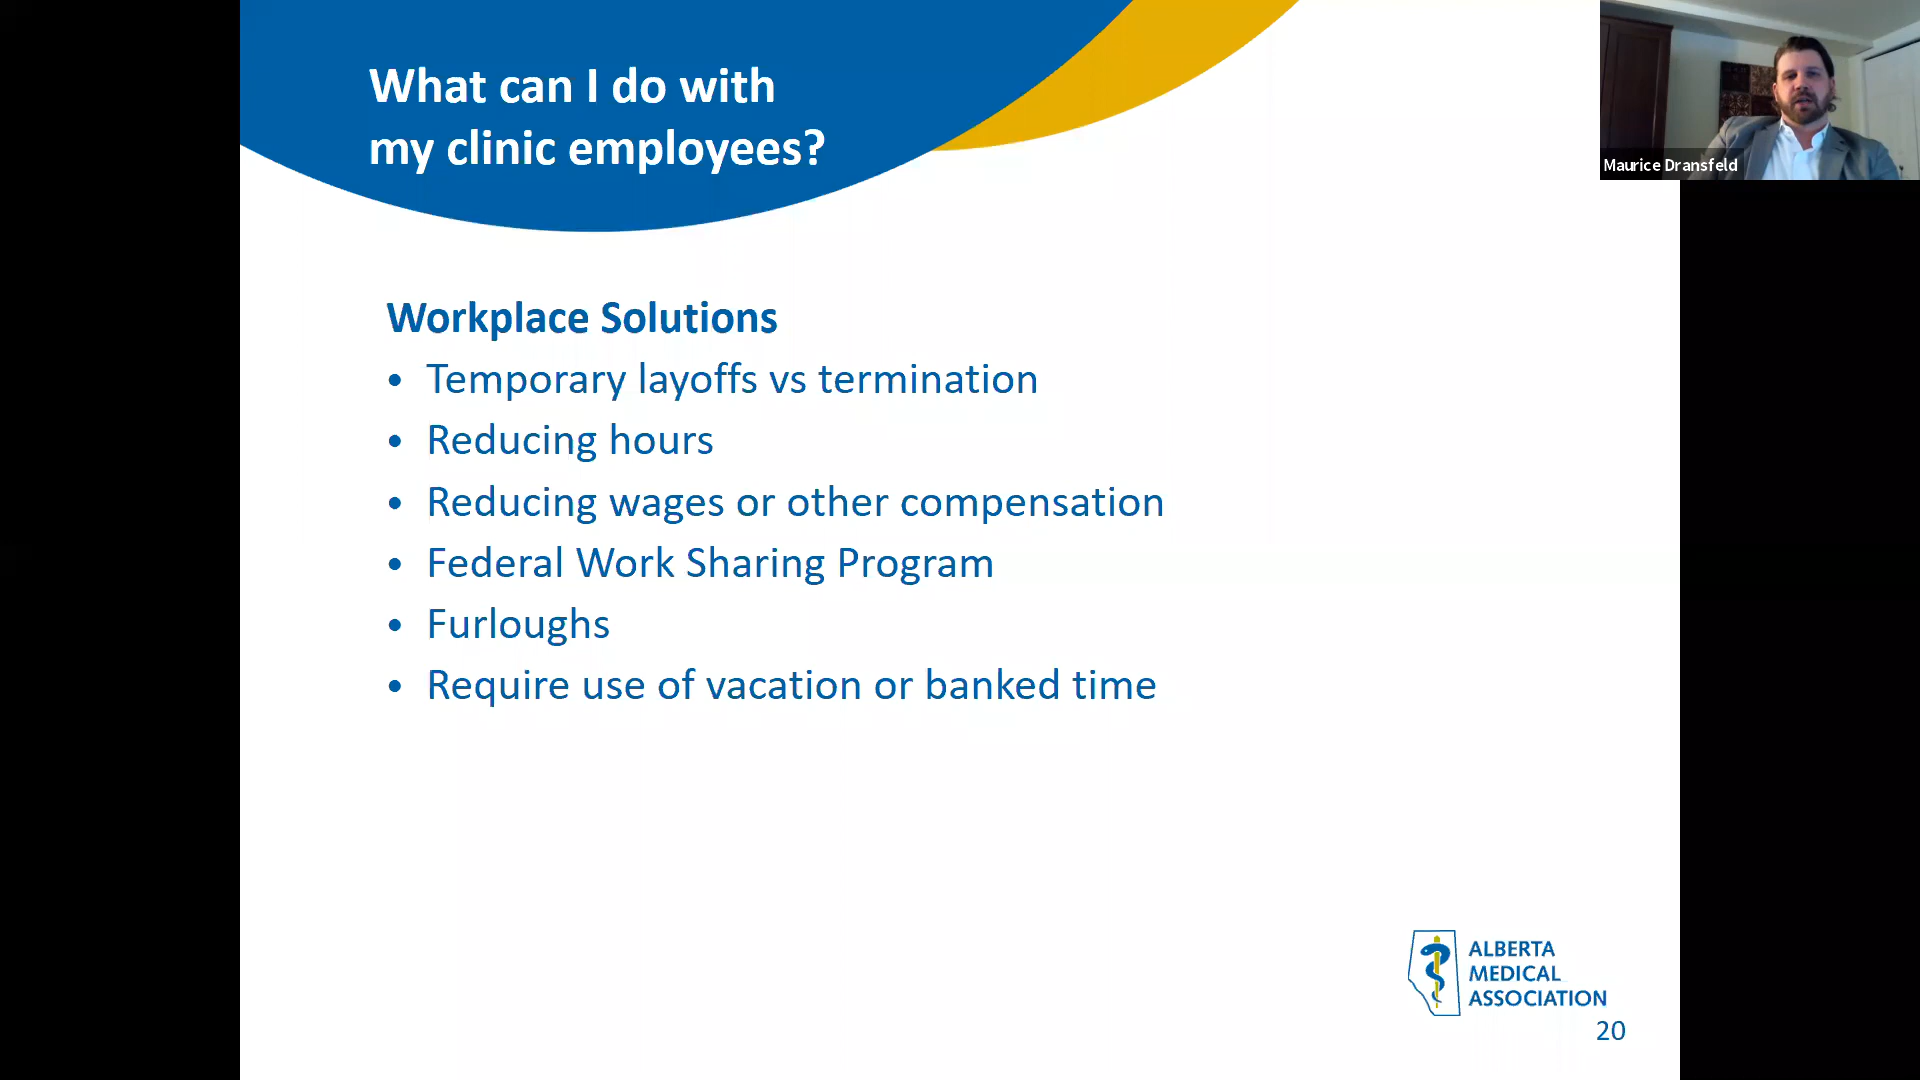 What can I do with
my clinic employees?
Maurice Dransfeld
Workplace Solutions
• Temporary layoffs vs termination
• Reducing hours
• Reducing wages or other compensation
• Federal Work Sharing Program
• Furloughs
• Require use of vacation or banked time
ALBERTA
MEDICAL
ASSOCIATION
20